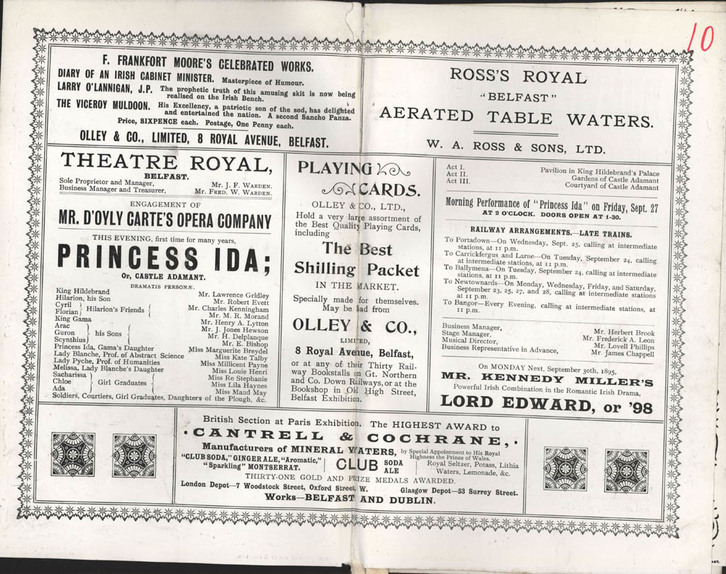 10
F. FRANKFORT MOORE'S CELEBRATED WORKS.
DIARY OF AN IRISH CABINET MINISTER. Masterpiece of Humour.
LARRY O'LANNIGAN, J.P. The prophetic truth of this amusing skit is now being
realised on the Irish Bench.
THE VICEROY MULDOON. His Excellency, a patriotic son of the sod, has delighted
and entertained the nation. A second Sancho Panza.
Price, SIXPENCE each. Postage, One Penny each.
OLLEY & CO., LIMITED, 8 ROYAL AVENUE, BELFAST.
ROSS'S ROYAL
"BELFAST"
AERATED TABLE WATERS.
W. A. ROSS & SONS, LTD.
THEATRE ROYAL,
BELFAST.
Sole Proprietor and Manager, Mr. J. F. WARDEN.
Business Manager and Treasurer, Mr. FRED. W. WARDEN.
ENGAGEMENT OF
MR. D'OYLY CARTE'S OPERA COMPANY
THIS EVENING, first time for many years,
PRINCESS IDA;
Or, CASTLE ADAMANT.
DRAMATIS PERSONÆ.
King Hildebrand Mr. Lawrence Gridley
Hilarion, his Son Mr. Robert Evett
Cyril } Hilarion's Friends { Mr. Charles Kenningham
Florian Mr. M. R. Morand
King Gama Mr. Henry A. Lytton
Arac Mr. J. Jones Hewson
Guron } his Sons { Mr. H. Delplanque
Scynthius Mr. E. Bishop
Princess Ida, Gama's Daughter Miss Marguerite Breydel
Lady Blanche, Prof. of Abstract Science Miss Kate Talby
Lady Pyche, Prof. of Humanities Miss Millicent Payne
Melissa, Lady Blanche's Daughter Miss Louie Henri
Sacharissa Miss Re Stephanie
Chloe } Girl Graduates { Miss Lila Haynes
Ada Miss Maud May
Soldiers, Courtiers, Girl Graduates, Daughters of the Plough, &c.
PLAYING
CARDS.
OLLEY & CO., LTD.,
Hold a very large assortment of
the Best Quality Playing Cards,
including
The Best
Shilling Packet
IN THE MARKET.
Specially made for themselves.
May be had from
OLLEY & CO.,
LIMITED,
8 Royal Avenue, Belfast,
or at any of their Thirty Rail-
way Bookstalls in Gt. Northern
and Co. Down Railways, or at the
Bookshop in Old High Street,
Belfast Exhibition.
Act I. Pavilion in King Hildebrand's Palace
Act II. Gardens of Castle Adamant
Act III. Courtyard of Castle Adamant
Morning Performance of "Princess Ida" on Friday, Sept. 27
AT 2 O'CLOCK. DOORS OPEN AT 1-30.
RAILWAY ARRANGEMENTS.—LATE TRAINS.
To Portadown—On Wednesday, Sept. 25, calling at intermediate
stations, at 11 p.m.
To Carrickfergus and Larne—On Tuesday, September 24, calling at
intermediate stations, at 11 p.m.
To Ballymena—On Tuesday, September 24, calling at intermediate
stations, at 11 p.m.
To Newtownards—On Monday, Wednesday, Friday, and Saturday,
September 23, 25, 27, and 28, calling at intermediate stations
at 11 p.m.
To Bangor—Every Evening, calling at intermediate stations, at
11 p.m.
Business Manager, Mr. Herbert Brook
Stage Manager, Mr. Frederick A. Leon
Musical Director, Mr. Lovell Phillips
Business Representative in Advance, Mr. James Chappell
On MONDAY Next, September 30th, 1895,
MR. KENNEDY MILLER'S
Powerful Irish Combination in the Romantic Irish Drama,
LORD EDWARD, or '98
British Section at Paris Exhibition. The HIGHEST AWARD to
CANTRELL & COCHRANE,
Manufacturers of MINERAL WATERS, by Special Appointment to His Royal
Highness the Prince of Wales.
"CLUB SODA," GINGER ALE, "Aromatic," CLUB SODA Royal Seltzer, Potass, Lithia
"Sparkling" MONTSERRAT. ALE Waters, Lemonade, &c.
THIRTY-ONE GOLD and PRIZE MEDALS AWARDED.
London Depot—7 Woodstock Street, Oxford Street, W. Glasgow Depot—53 Surrey Street.
Works—BELFAST AND DUBLIN.